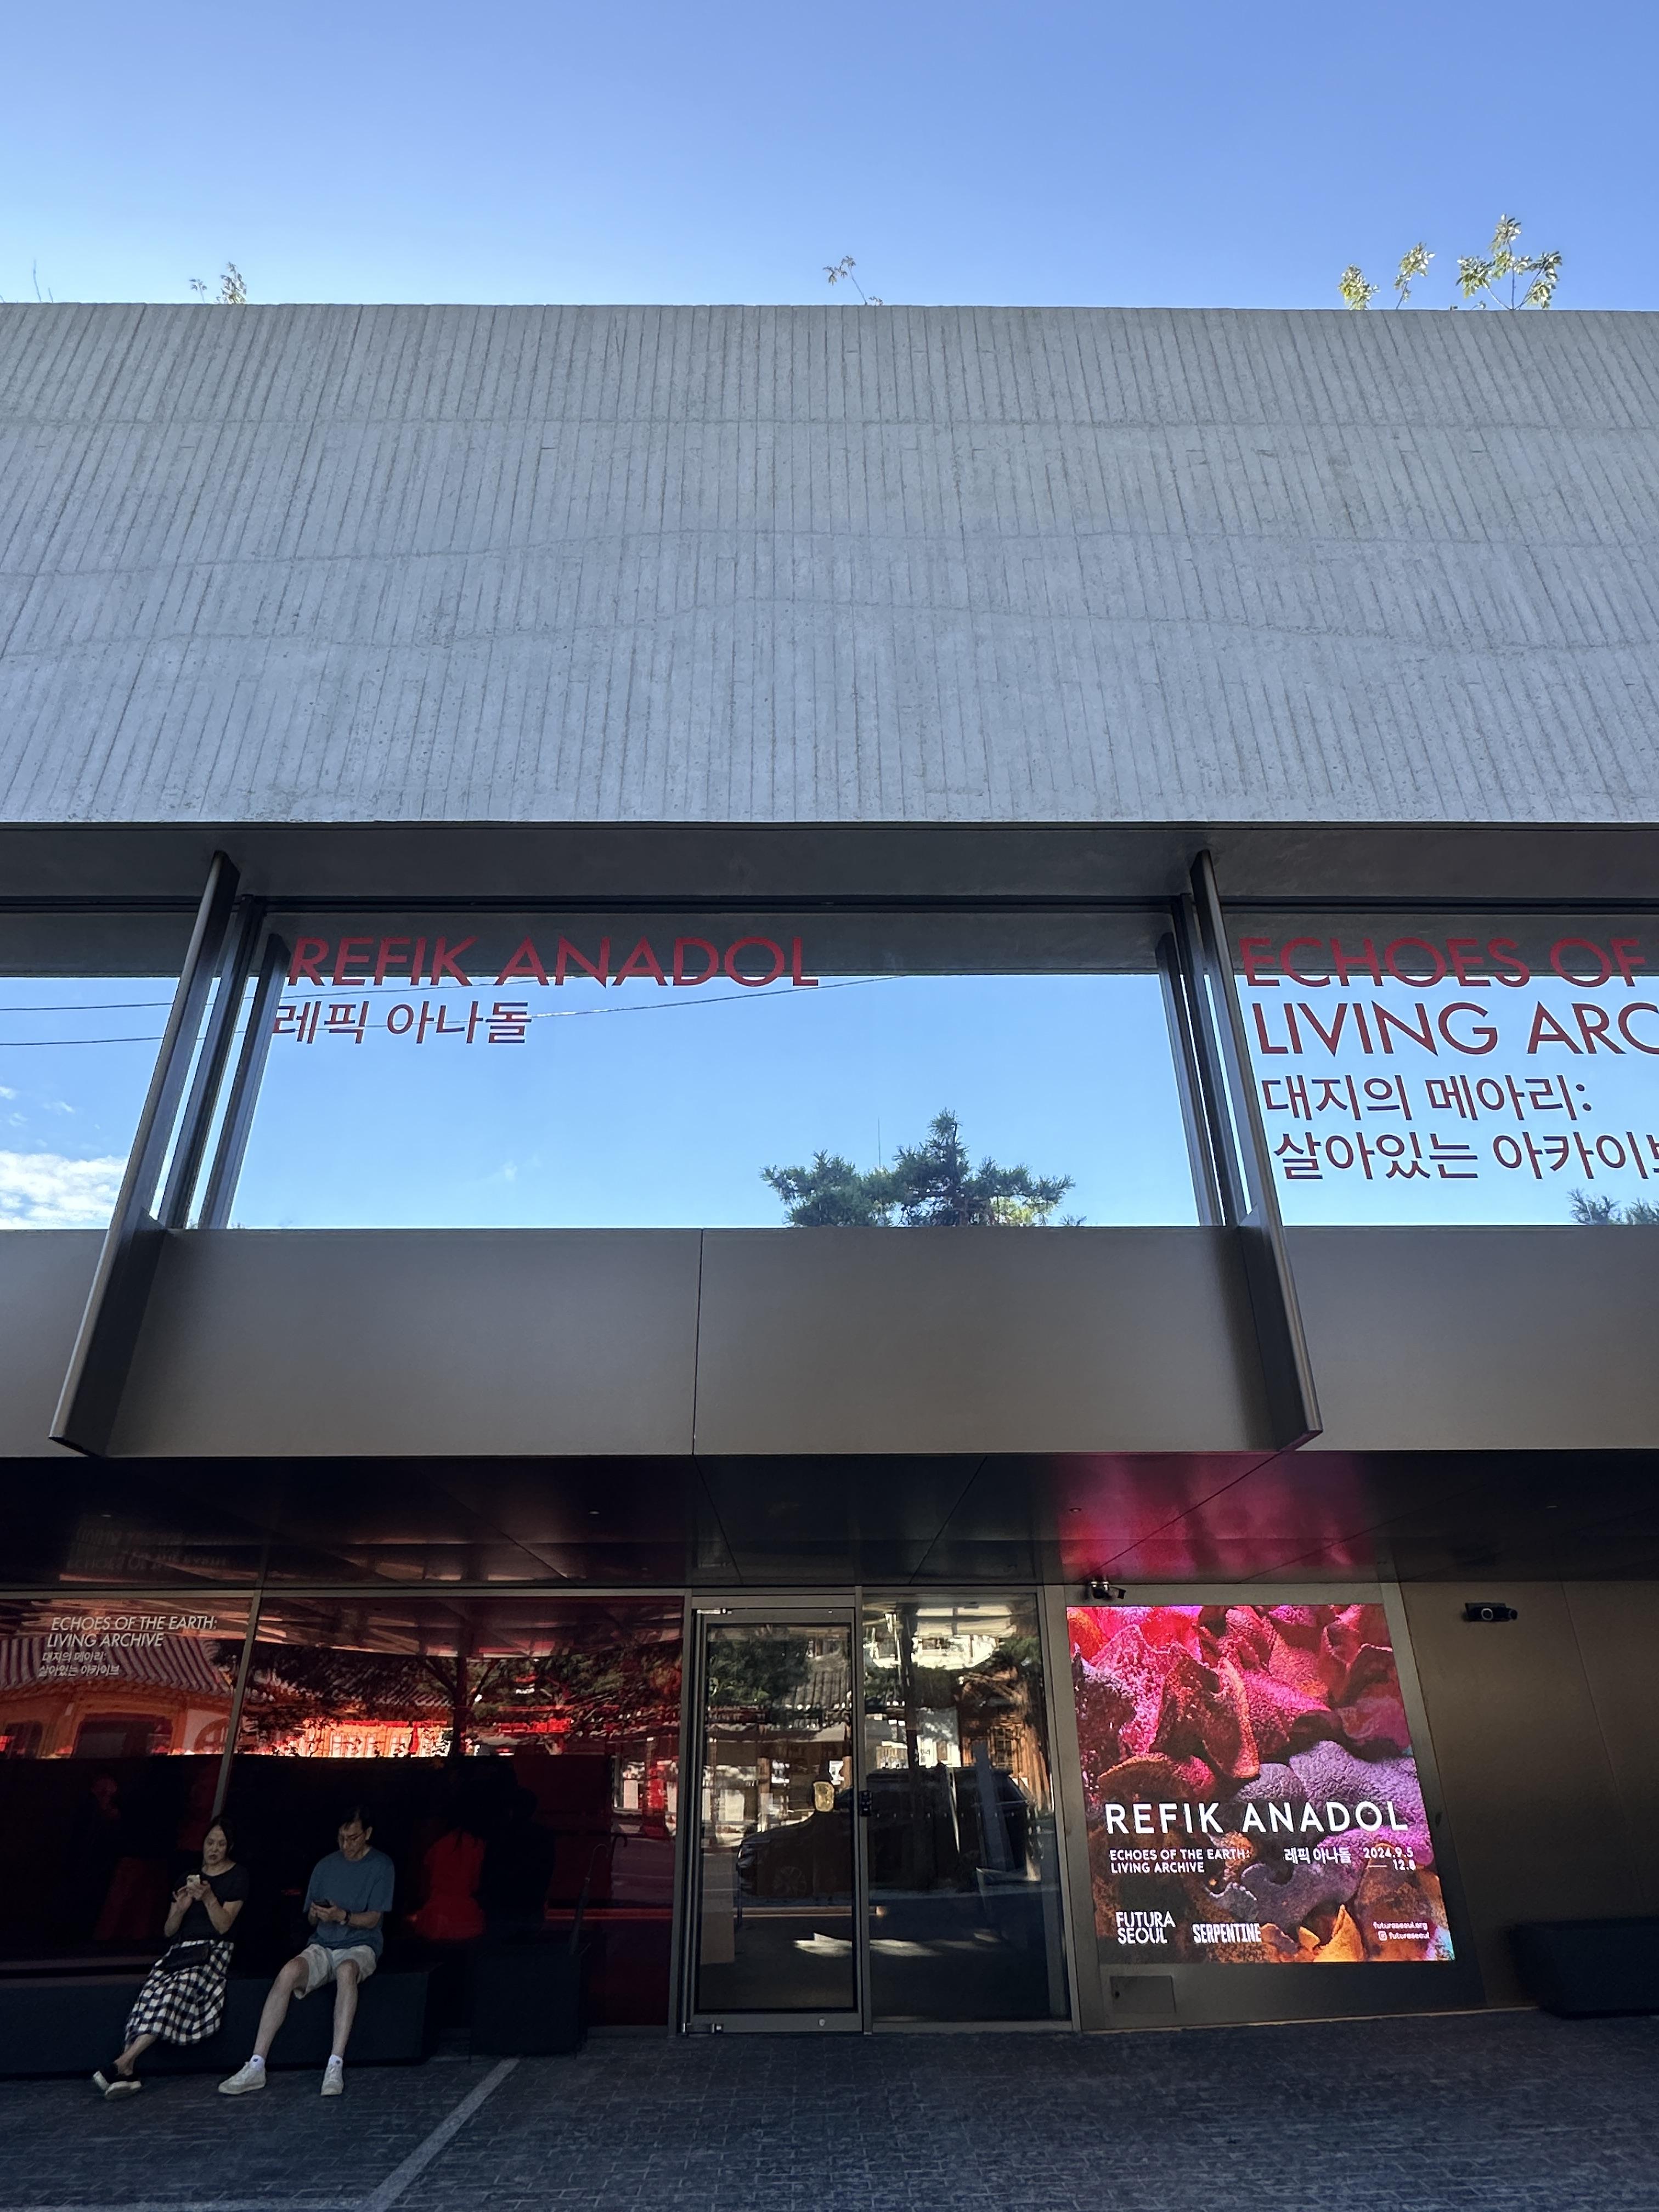 REFIK ANADOL
레픽 아나돌
ECHOES OF
LIVING ARC
대지의 메아리:
살아있는 아카이브
ECHOES OF THE EARTH:
LIVING ARCHIVE
대지의 메아리:
살아있는 아카이브
REFIK ANADOL
ECHOES OF THE EARTH:
LIVING ARCHIVE
레픽 아나돌
2024.9.5
— 12.8
FUTURA
SEOUL
SERPENTINE
futuraseoul.org
futuraseoul